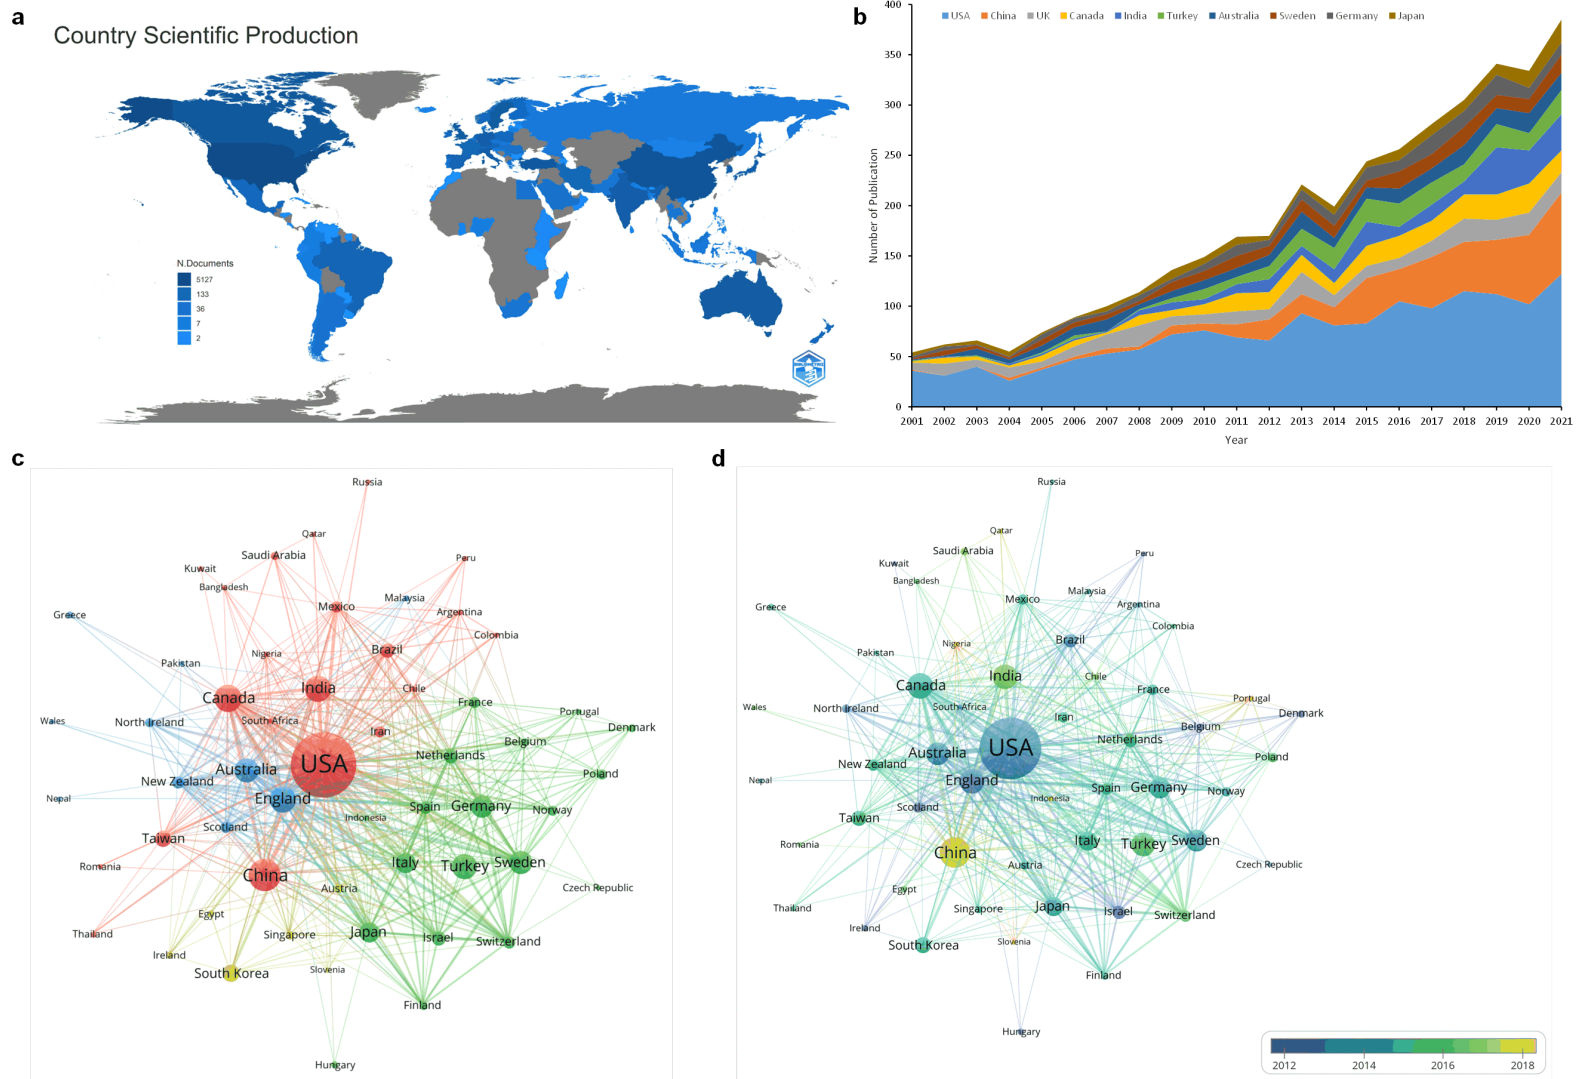 a
Country Scientific Production
N.Documents
5127
133
36
7
2
b
USA China UK Canada India Turkey Australia Sweden Germany Japan
Number of Publication
400
350
300
250
200
150
100
50
0
2001 2002 2003 2004 2005 2006 2007 2008 2009 2010 2011 2012 2013 2014 2015 2016 2017 2018 2019 2020 2021
Year
c
Russia
Qatar
Saudi Arabia
Peru
Kuwait
Bangladesh
Malaysia
Mexico
Argentina
Greece
Colombia
Brazil
Nigeria
Pakistan
India
Chile
Canada
France
Portugal
South Africa
Wales
North Ireland
Denmark
Iran
Belgium
Netherlands
USA
Australia
Poland
New Zealand
Nepal
England
Spain
Germany
Norway
Indonesia
Scotland
Taiwan
Italy
Turkey
Sweden
Romania
China
Austria
Czech Republic
Egypt
Thailand
Singapore
Japan
Israel
Switzerland
Ireland
South Korea
Slovenia
Finland
Hungary
d
Russia
Qatar
Saudi Arabia
Peru
Kuwait
Bangladesh
Malaysia
Mexico
Argentina
Greece
Colombia
Brazil
Nigeria
Pakistan
India
Chile
Canada
France
Portugal
Wales
North Ireland
South Africa
Denmark
Iran
Belgium
Netherlands
USA
Australia
Poland
New Zealand
Nepal
England
Spain
Germany
Norway
Indonesia
Scotland
Taiwan
Italy
Turkey
Sweden
Romania
China
Austria
Czech Republic
Egypt
Thailand
Singapore
Japan
Israel
Switzerland
Ireland
South Korea
Slovenia
Finland
Hungary
2012 2014 2016 2018